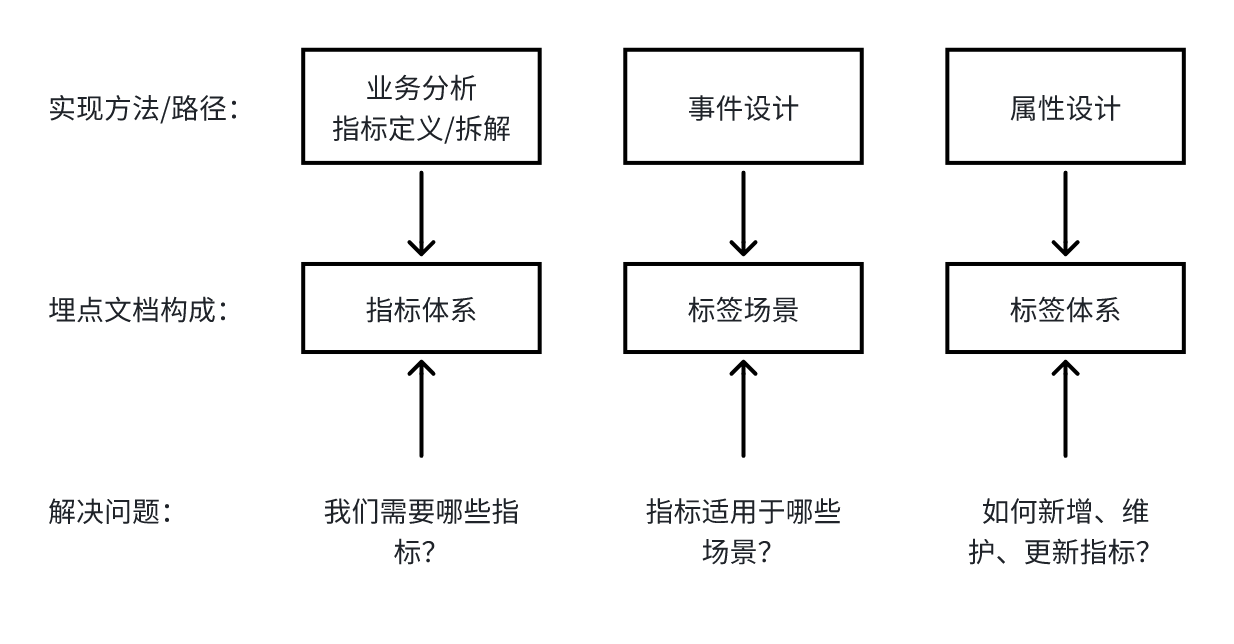 实现方法/路径：
业务分析
指标定义/拆解
事件设计
属性设计
埋点文档构成：
指标体系
标签场景
标签体系
解决问题：
我们需要哪些指
标？
指标适用于哪些
场景？
如何新增、维
护、更新指标？